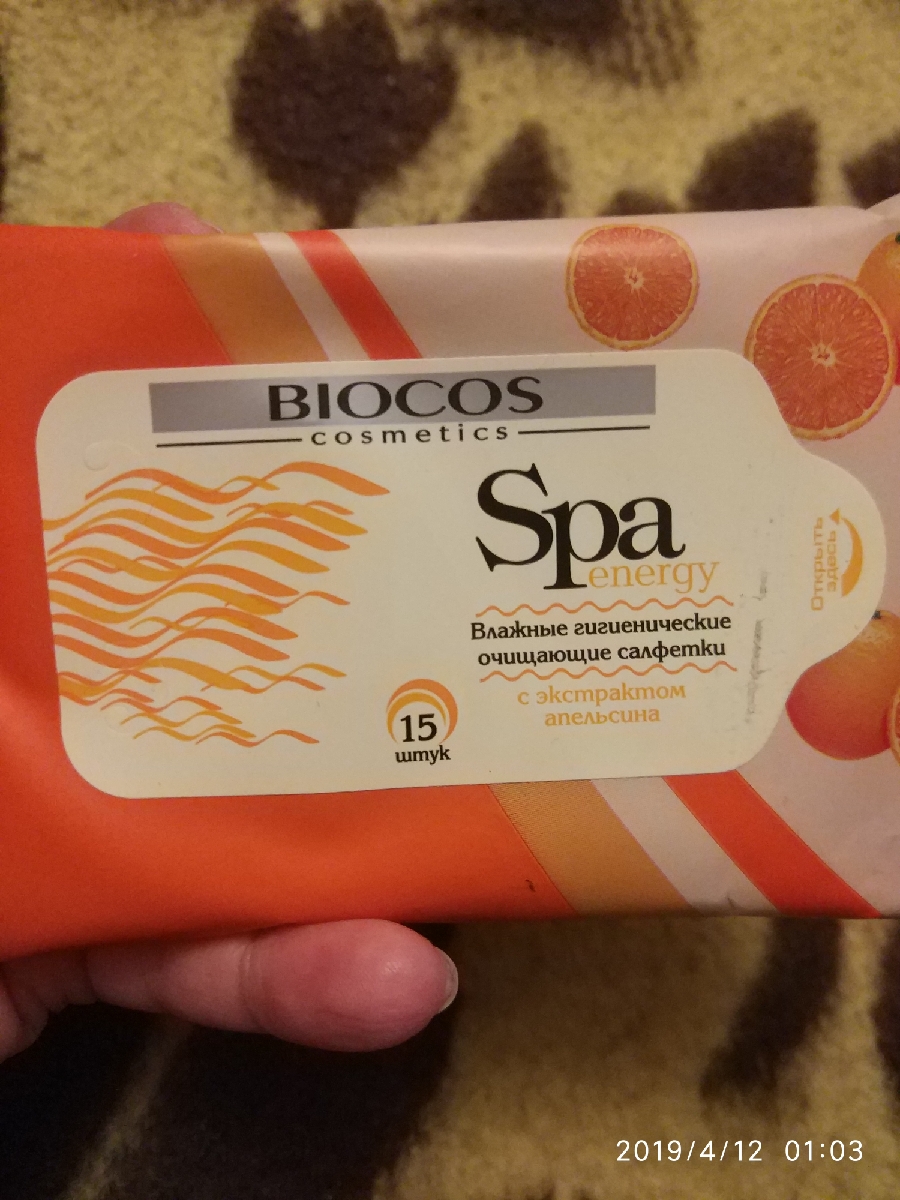 BIOCOS
cosmetics
Spa
energy
Влажные гигиенические
очищающие салфетки
с экстрактом
апельсина
15
штук
Открыть
здесь
2019/4/12 01:03